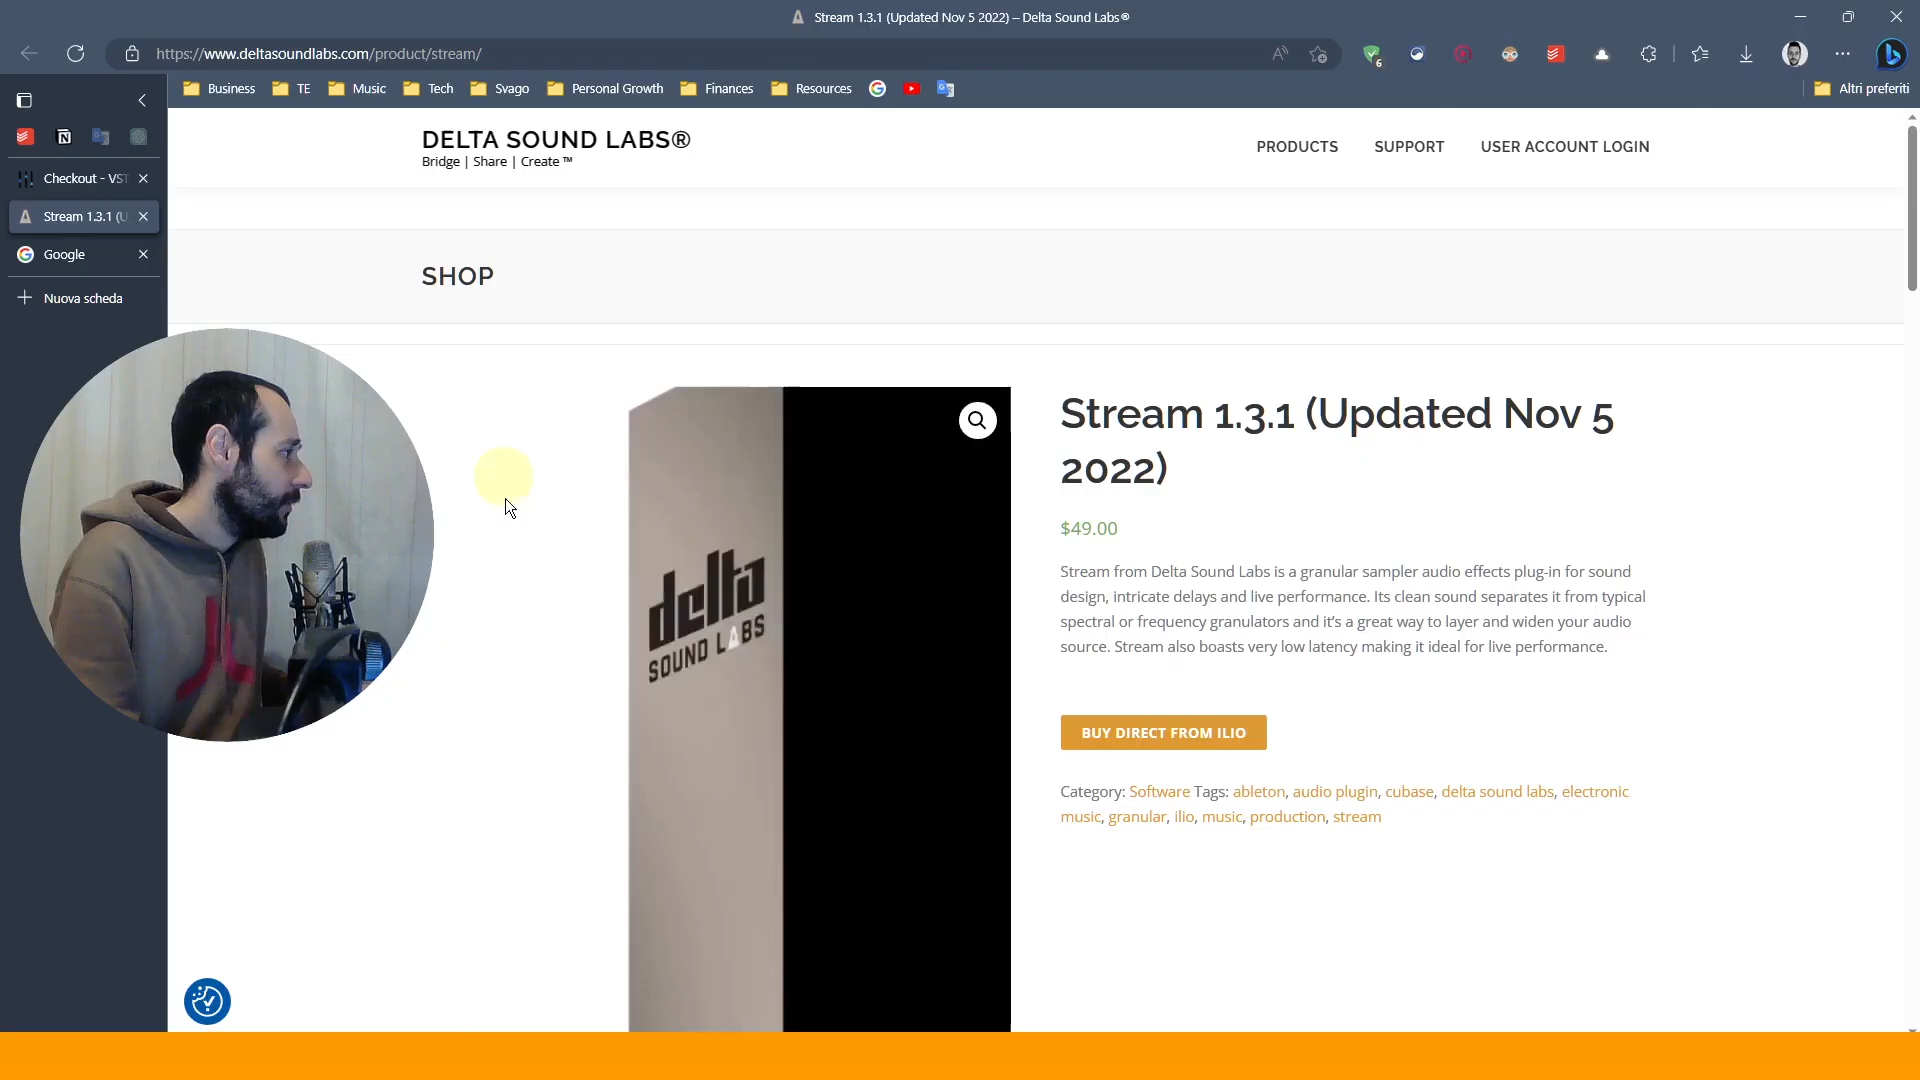 Stream 1.3.1 (Updated Nov 5 2022) – Delta Sound Labs®
https://www.deltasoundlabs.com/product/stream/
6
Business
TE
Music
Tech
Svago
Personal Growth
Finances
Resources
Altri preferiti
Checkout - VST
Stream 1.3.1 (U
Google
Nuova scheda
DELTA SOUND LABS®
Bridge | Share | Create ™
PRODUCTS
SUPPORT
USER ACCOUNT LOGIN
SHOP
delta
SOUND LABS
Stream 1.3.1 (Updated Nov 5
2022)
$49.00
Stream from Delta Sound Labs is a granular sampler audio effects plug-in for sound
design, intricate delays and live performance. Its clean sound separates it from typical
spectral or frequency granulators and it's a great way to layer and widen your audio
source. Stream also boasts very low latency making it ideal for live performance.
BUY DIRECT FROM ILIO
Category: Software Tags: ableton, audio plugin, cubase, delta sound labs, electronic
music, granular, ilio, music, production, stream